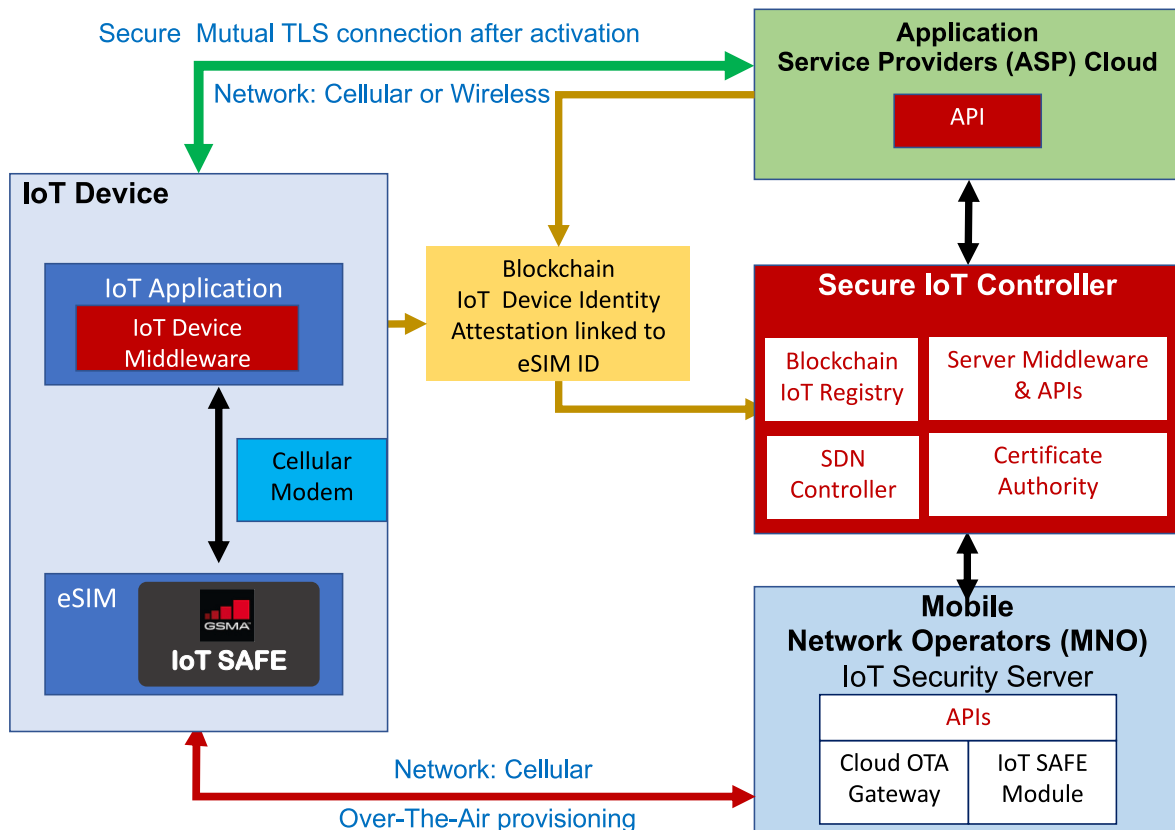 Secure Mutual TLS connection after activation
Network: Cellular or Wireless
Application
Service Providers (ASP) Cloud
API
IoT Device
IoT Application
IoT Device
Middleware
Cellular
Modem
eSIM
GSMA
IoT SAFE
Blockchain
IoT Device Identity
Attestation linked to
eSIM ID
Secure IoT Controller
Blockchain
IoT Registry
Server Middleware
& APIs
SDN
Controller
Certificate
Authority
Mobile
Network Operators (MNO)
IoT Security Server
APIs
Cloud OTA
Gateway
IoT SAFE
Module
Network: Cellular
Over-The-Air provisioning